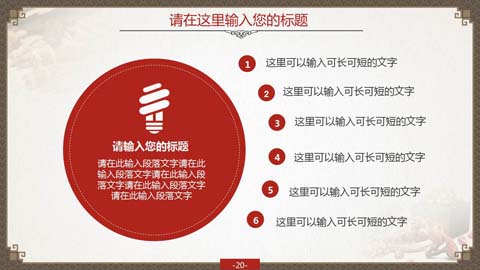 请在这里输入您的标题
1 这里可以输入可长可短的文字
2 这里可以输入可长可短的文字
3 这里可以输入可长可短的文字
4 这里可以输入可长可短的文字
5 这里可以输入可长可短的文字
6 这里可以输入可长可短的文字
请输入您的标题
请在此输入段落文字请在此
输入段落文字请在此输入段
落文字请在此输入段落文字
请在此输入段落文字
-20-